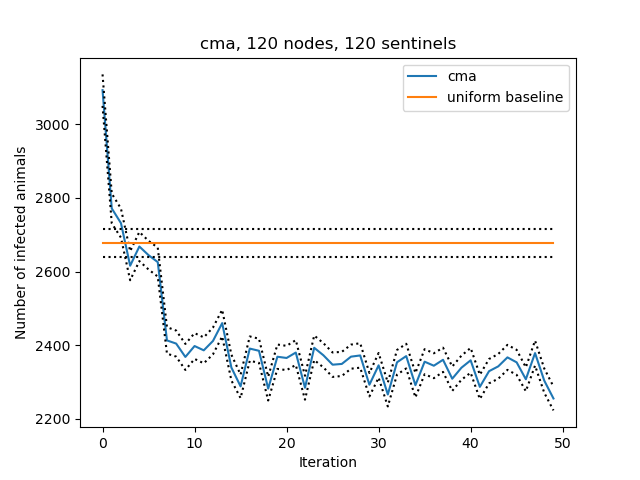 cma, 120 nodes, 120 sentinels
cma
uniform baseline
Number of infected animals
3000
2800
2600
2400
2200
0
10
20
30
40
50
Iteration